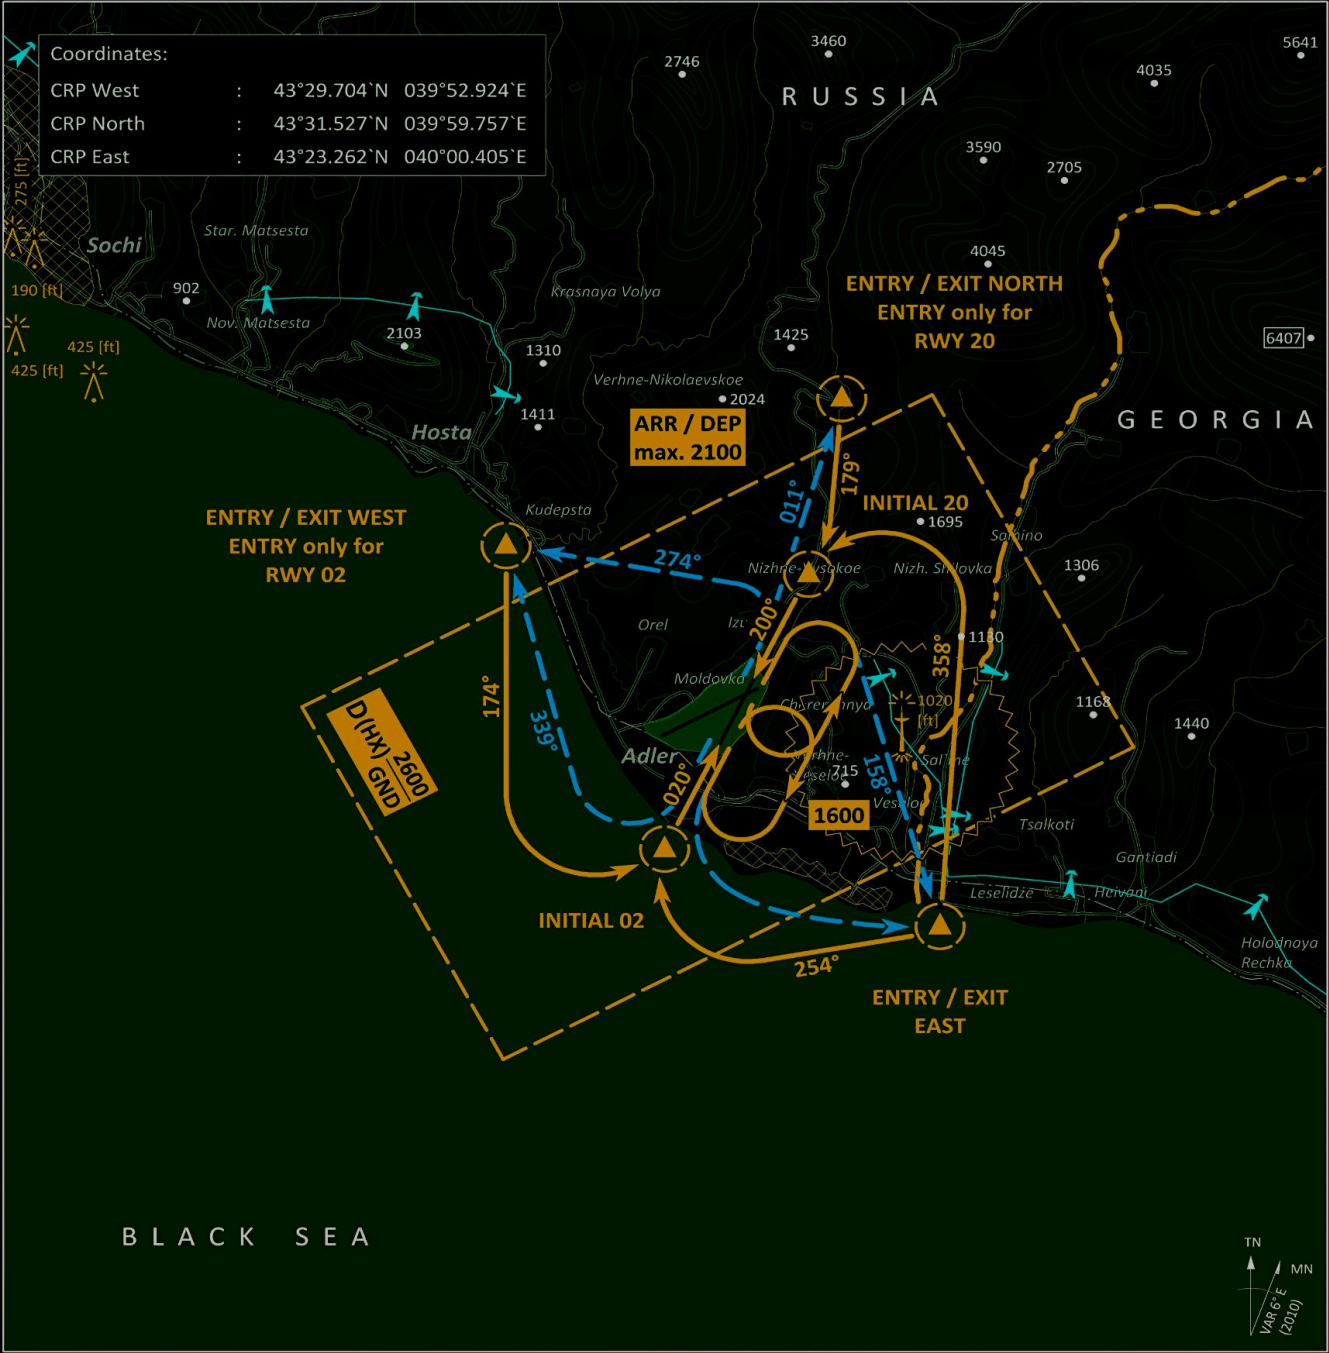 Coordinates:
CRP West : 43°29.704`N 039°52.924`E
CRP North : 43°31.527`N 039°59.757`E
CRP East : 43°23.262`N 040°00.405`E
3460
2746
5641
4035
RUSSIA
3590
2705
275 [ft]
Star. Matsesta
Sochi
4045
190 [ft]
902
Krasnaya Volya
ENTRY / EXIT NORTH
ENTRY only for
RWY 20
Nov. Matsesta
2103
1425
6407
425 [ft]
425 [ft]
1310
Verhne-Nikolaevskoe
2024
1411
Hosta
ARR / DEP
max. 2100
GEORGIA
179°
011°
INITIAL 20
Kudepsta
1695
ENTRY / EXIT WEST
ENTRY only for
RWY 02
274°
Nizhne-Vysokoe
Nizh. Shilovka
1306
Orel
200°
1130
358°
Moldovka
174°
339°
1020
[ft]
1168
1440
D(HX) 2600
GND
Adler
715
158°
020°
1600
Tsalkoti
Gantiadi
Leselidze
Heivani
INITIAL 02
254°
Holodnaya
Rechka
ENTRY / EXIT
EAST
BLACK SEA
TN
MN
VAR 6°E
(2010)